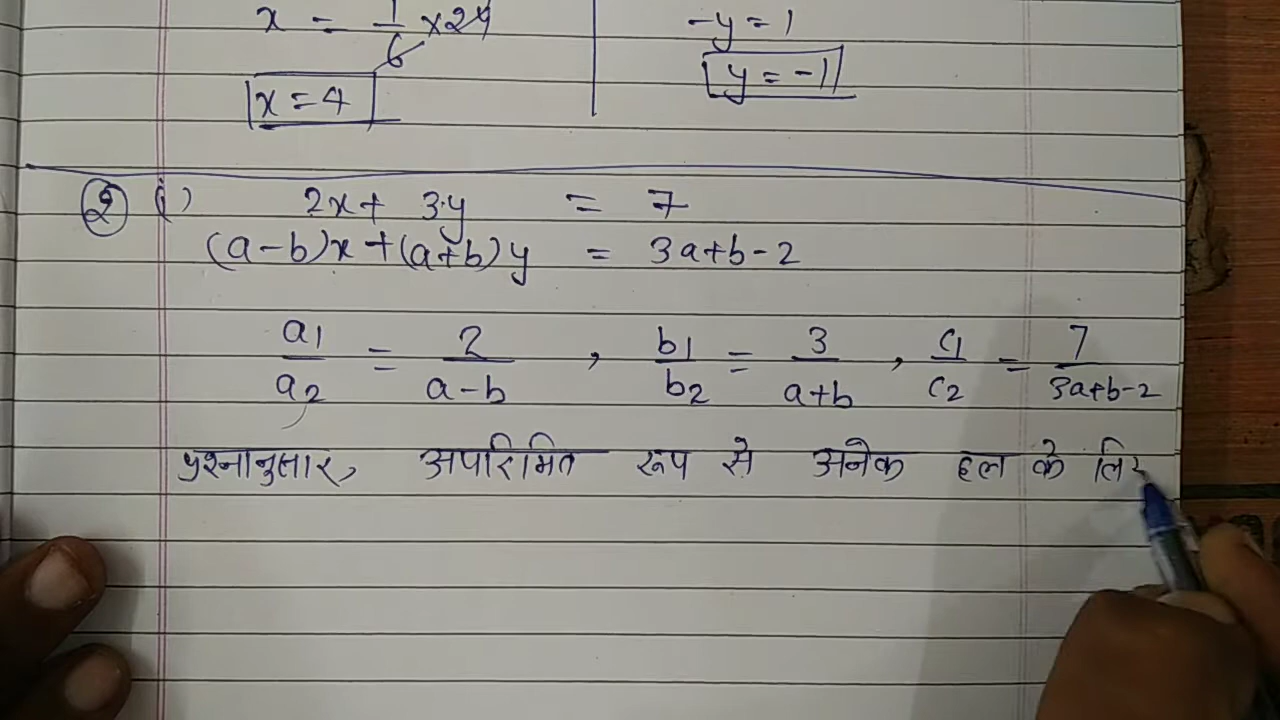 x = 1/6 × 24
-y = 1
x = 4
y = -1
2 (i) 2x + 3y = 7
(a-b)x + (a+b)y = 3a+b-2
a1/a2 = 2/a-b , b1/b2 = 3/a+b , c1/c2 = 7/3a+b-2
प्रश्नानुसार, अपरिमित रूप से अनेक हल के